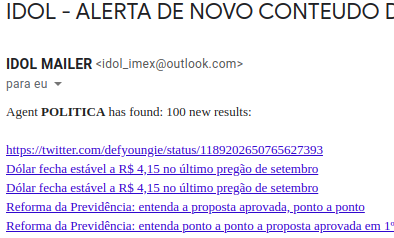 IDOL - ALERTA DE NOVO CONTEUDO
IDOL MAILER <idol_imex@outlook.com>
para eu
Agent POLITICA has found: 100 new results:
https://twitter.com/defyoungie/status/1189202650765627393
Dólar fecha estável a R$ 4,15 no último pregão de setembro
Dólar fecha estável a R$ 4,15 no último pregão de setembro
Reforma da Previdência: entenda a proposta aprovada, ponto a ponto
Reforma da Previdência: entenda ponto a ponto a proposta aprovada em 1º